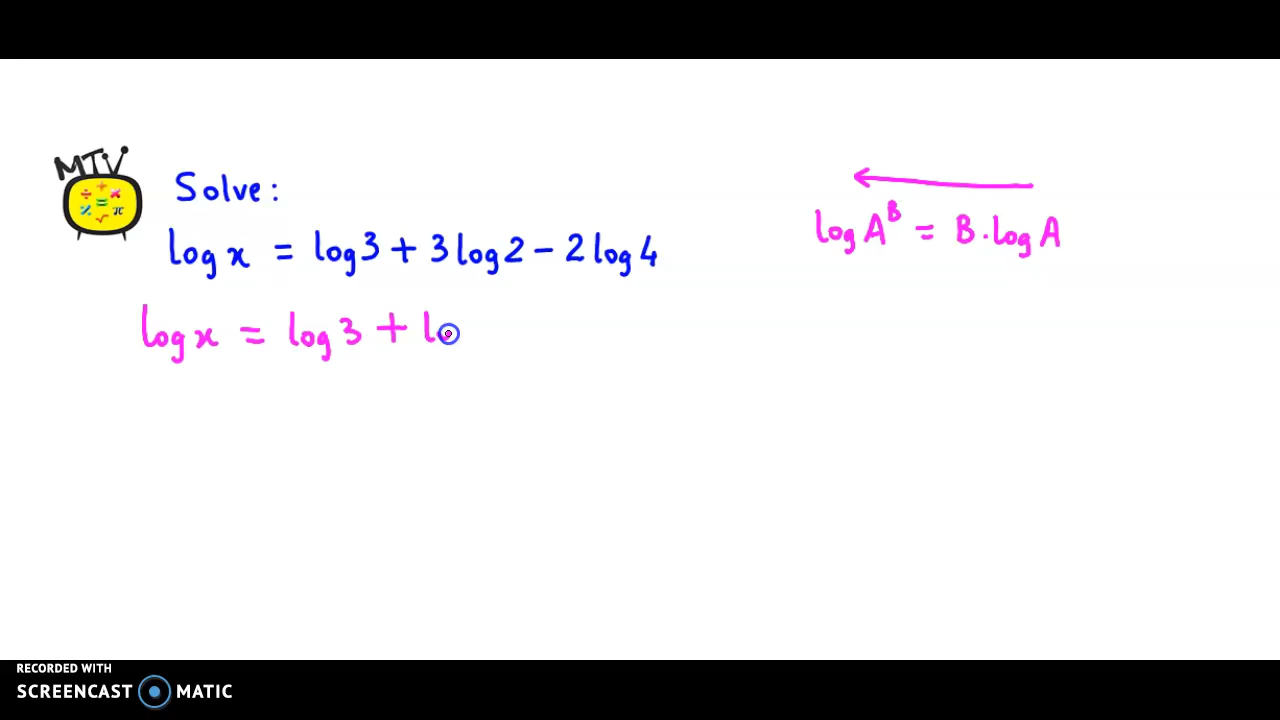 MTV
Solve:
log x = log 3 + 3 log 2 - 2 log 4
log A^B = B · log A
log x = log 3 + lo
RECORDED WITH
SCREENCAST MATIC